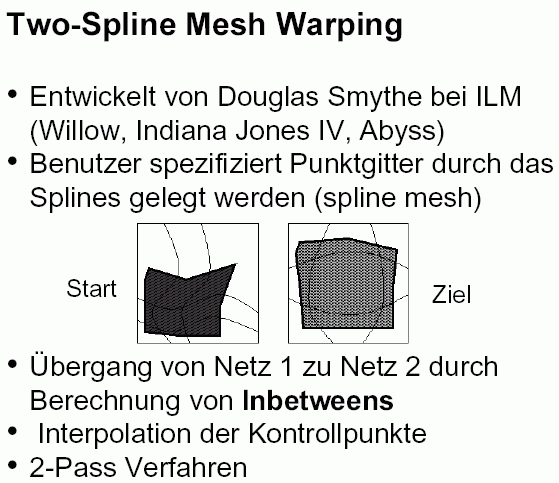 Two-Spline Mesh Warping
• Entwickelt von Douglas Smythe bei ILM
(Willow, Indiana Jones IV, Abyss)
• Benutzer spezifiziert Punktgitter durch das
Splines gelegt werden (spline mesh)
Start
Ziel
• Übergang von Netz 1 zu Netz 2 durch
Berechnung von Inbetweens
• Interpolation der Kontrollpunkte
• 2-Pass Verfahren